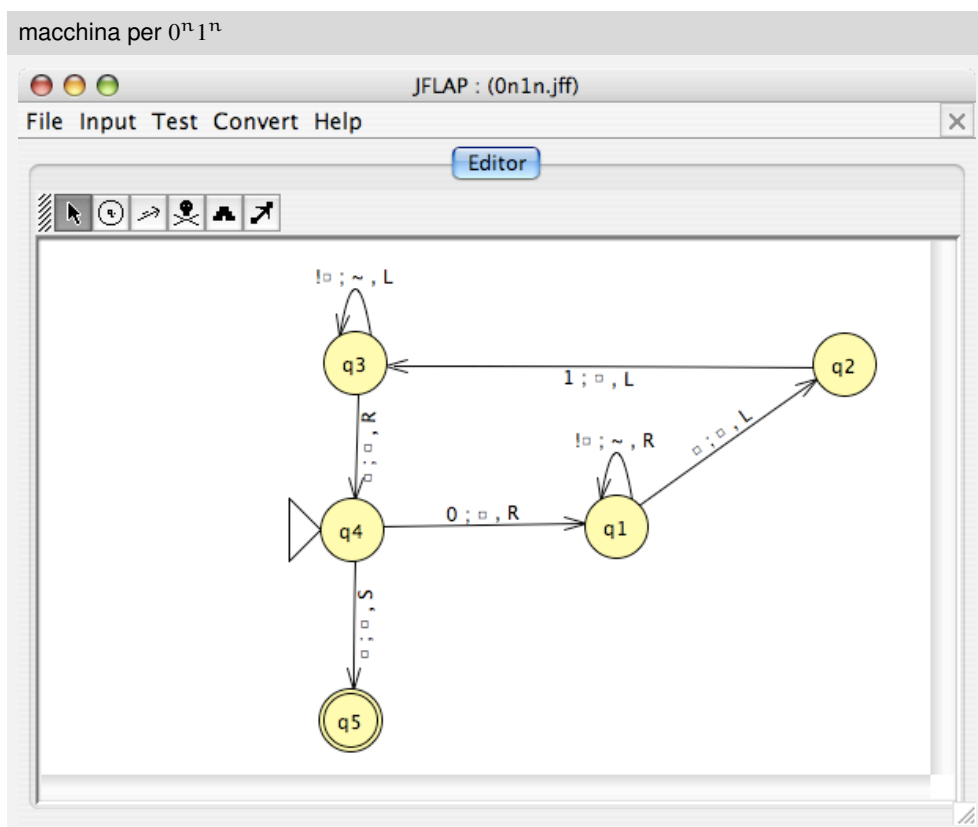 macchina per 0ⁿ1ⁿ
JFLAP : (0n1n.jff)
File Input Test Convert Help
Editor
!□ ; ~ , L
q3
q2
1 ; □ , L
□ ; □ , R
!□ ; ~ , R
□ ; □ , L
q4
0 ; □ , R
q1
□ ; □ , S
q5